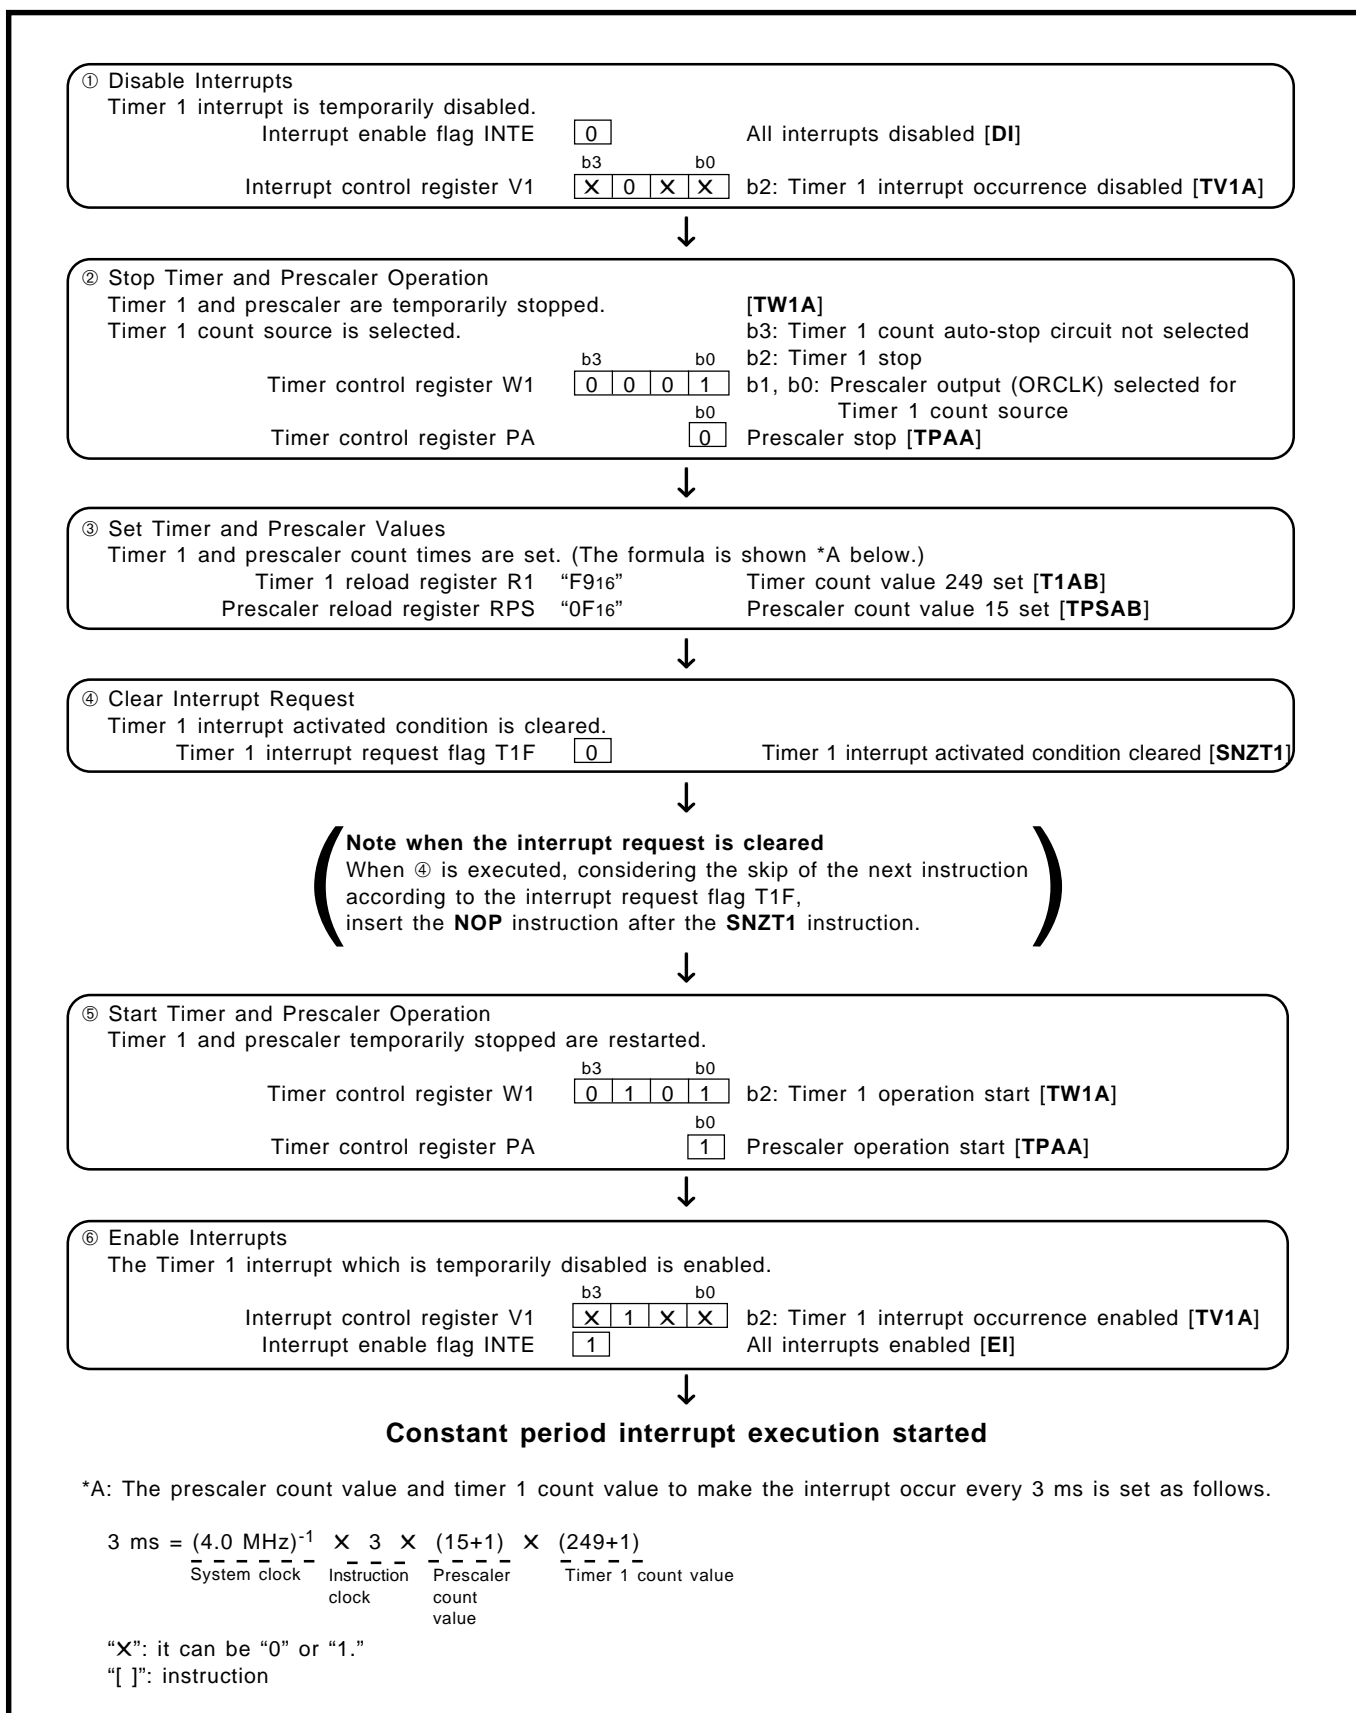 ① Disable Interrupts
Timer 1 interrupt is temporarily disabled.
Interrupt enable flag INTE 0 All interrupts disabled [DI]
b3 b0
Interrupt control register V1 ✕ 0 ✕ ✕ b2: Timer 1 interrupt occurrence disabled [TV1A]
↓
② Stop Timer and Prescaler Operation
Timer 1 and prescaler are temporarily stopped. [TW1A]
Timer 1 count source is selected. b3: Timer 1 count auto-stop circuit not selected
b3 b0 b2: Timer 1 stop
Timer control register W1 0 0 0 1 b1, b0: Prescaler output (ORCLK) selected for
b0 Timer 1 count source
Timer control register PA 0 Prescaler stop [TPAA]
↓
③ Set Timer and Prescaler Values
Timer 1 and prescaler count times are set. (The formula is shown *A below.)
Timer 1 reload register R1 “F916” Timer count value 249 set [T1AB]
Prescaler reload register RPS “0F16” Prescaler count value 15 set [TPSAB]
↓
④ Clear Interrupt Request
Timer 1 interrupt activated condition is cleared.
Timer 1 interrupt request flag T1F 0 Timer 1 interrupt activated condition cleared [SNZT1]
↓
Note when the interrupt request is cleared
When ④ is executed, considering the skip of the next instruction
according to the interrupt request flag T1F,
insert the NOP instruction after the SNZT1 instruction.
↓
⑤ Start Timer and Prescaler Operation
Timer 1 and prescaler temporarily stopped are restarted.
b3 b0
Timer control register W1 0 1 0 1 b2: Timer 1 operation start [TW1A]
b0
Timer control register PA 1 Prescaler operation start [TPAA]
↓
⑥ Enable Interrupts
The Timer 1 interrupt which is temporarily disabled is enabled.
b3 b0
Interrupt control register V1 ✕ 1 ✕ ✕ b2: Timer 1 interrupt occurrence enabled [TV1A]
Interrupt enable flag INTE 1 All interrupts enabled [EI]
↓
Constant period interrupt execution started
*A: The prescaler count value and timer 1 count value to make the interrupt occur every 3 ms is set as follows.
3 ms = (4.0 MHz)-1 ✕ 3 ✕ (15+1) ✕ (249+1)
System clock Instruction Prescaler Timer 1 count value
clock count
value
“✕”: it can be “0” or “1.”
“[ ]”: instruction